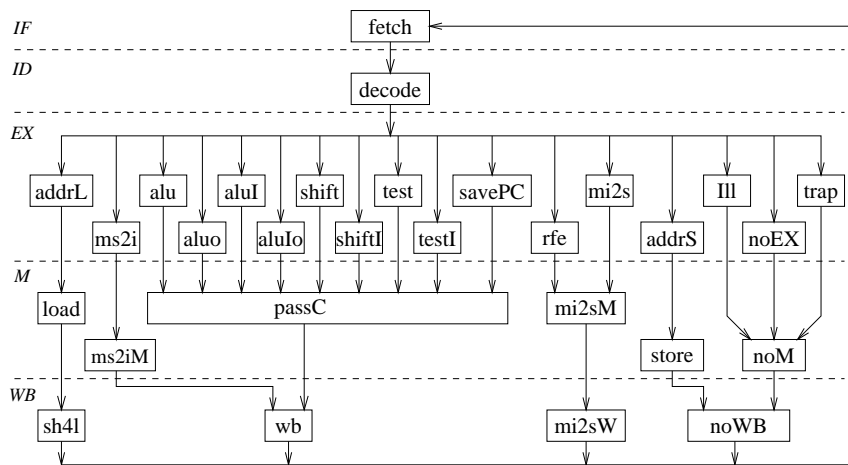 IF fetch
ID decode
EX
addrL alu aluI shift test savePC mi2s Ill trap
ms2i aluo aluIo shiftI testI rfe addrS noEX
M
load passC mi2sM
ms2iM store noM
WB
sh4l wb mi2sW noWB